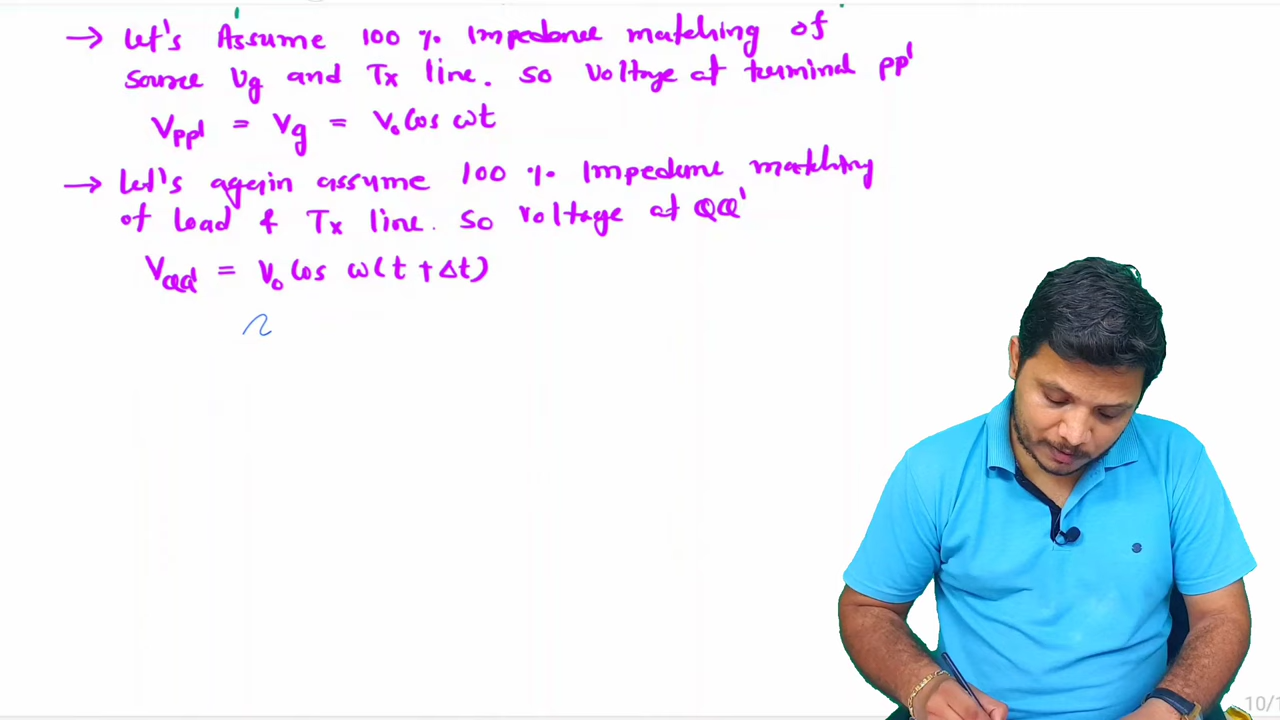 → Let's Assume 100 % Impedance matching of
source Vg and Tx line. So Voltage at terminal pp'
Vpp' = Vg = V₀ Cos ωt
→ Let's again assume 100 % Impedance matching
of Load & Tx line. So voltage at QQ'
VQQ' = V₀ Cos ω(t + Δt)
10/1